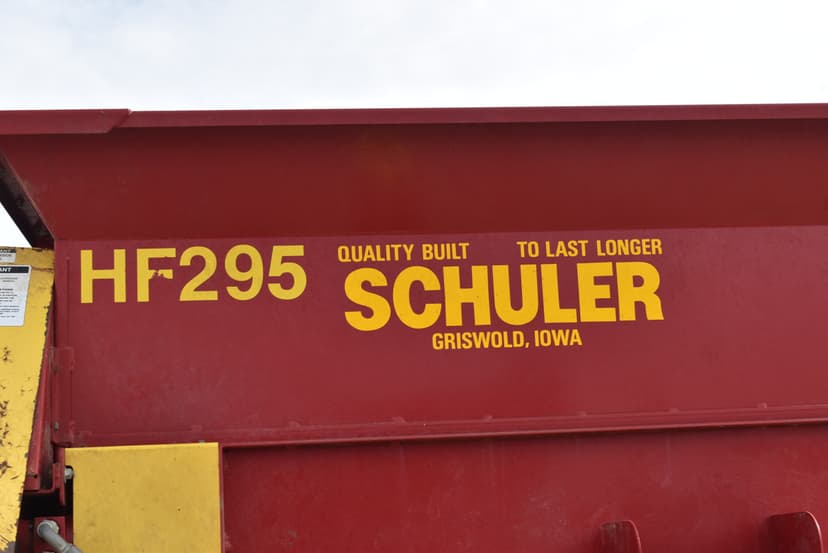 HF295
QUALITY BUILT TO LAST LONGER
SCHULER
GRISWOLD, IOWA